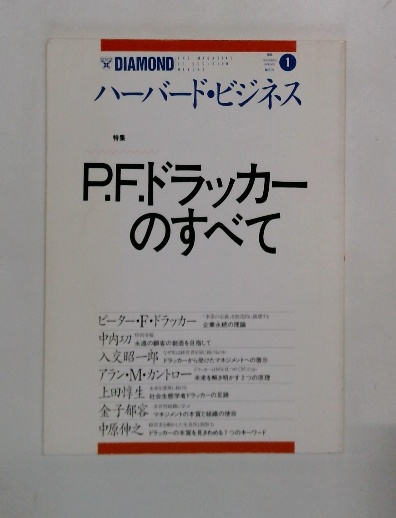 DIAMOND
1
ハーバード・ビジネス
特集
P.F.ドラッカー
のすべて
ピーター・F・ドラッカー 企業永続の理論
中内㓛 永遠の顧客の創造を目指して
八交昭一郎 ドラッカーから受けたマネジメントへの啓示
アラン・M・カントロー 未来を解き明かす3つの原理
上田惇生 社会生態学者ドラッカーの足跡
金子郁容 マネジメントの本質と組織の使命
中原伸之 ドラッカーの本質を見きわめる7つのキーワード